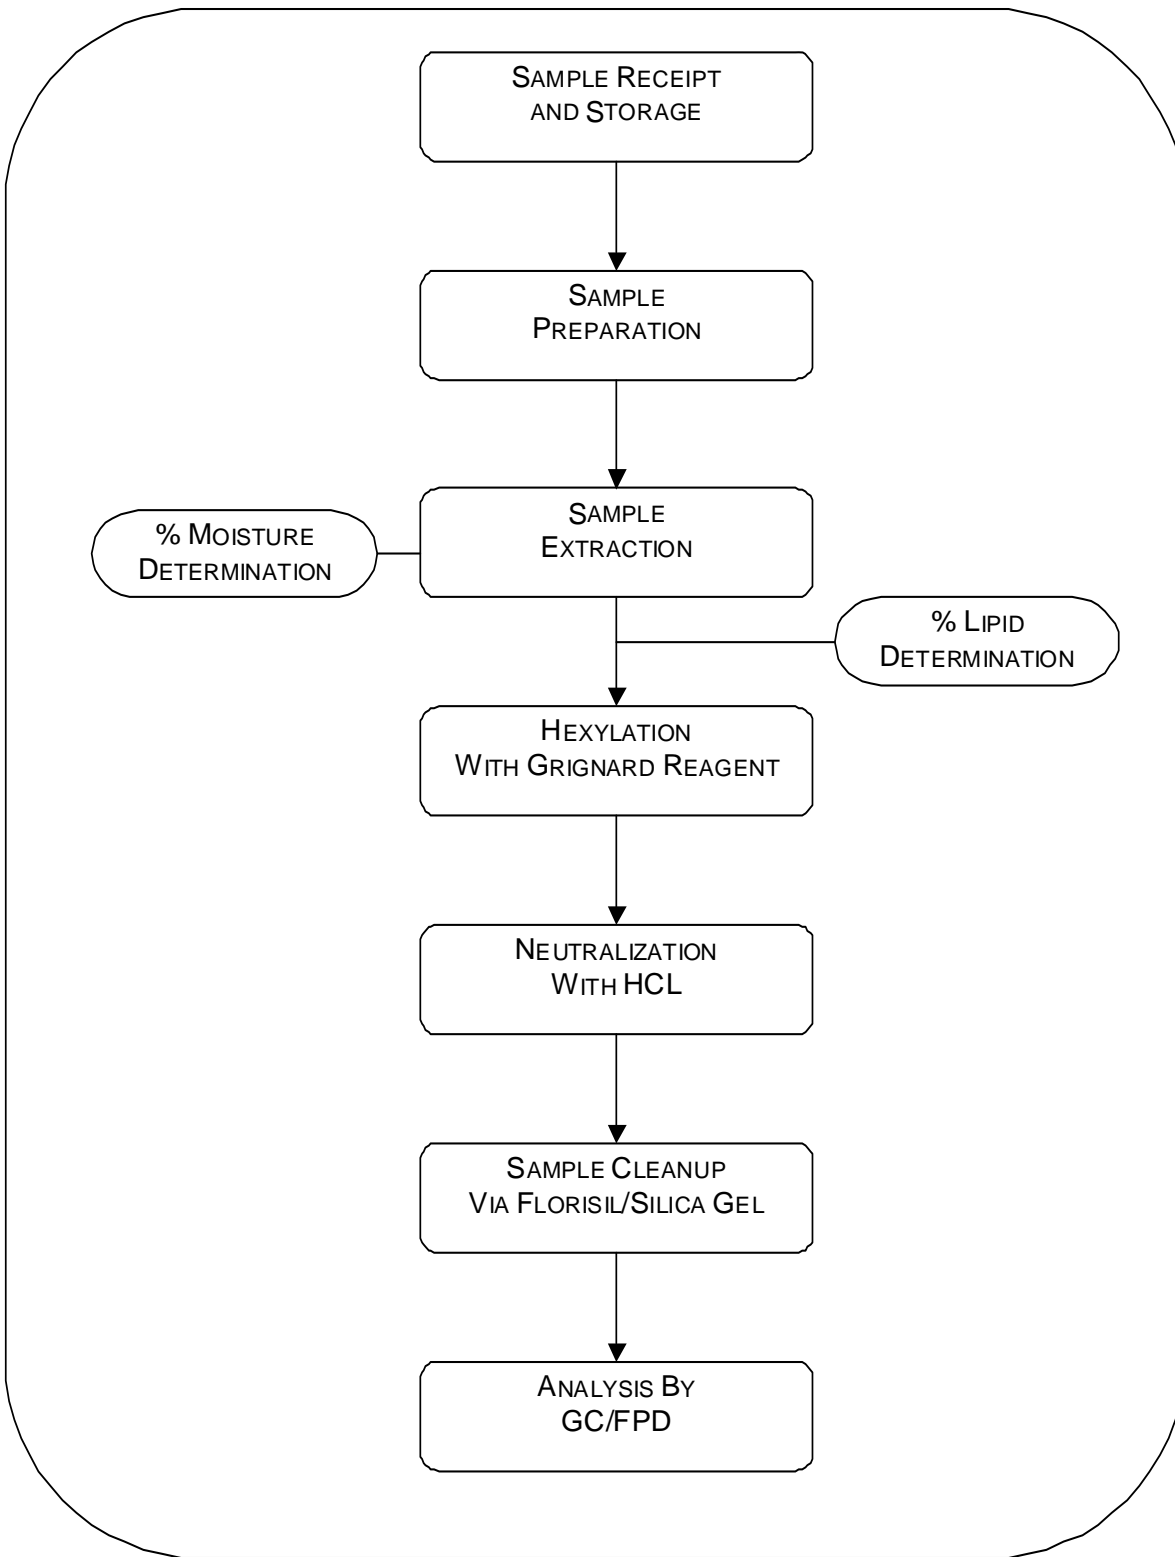 SAMPLE RECEIPT
AND STORAGE
SAMPLE
PREPARATION
% MOISTURE
DETERMINATION
SAMPLE
EXTRACTION
% LIPID
DETERMINATION
HEXYLATION
WITH GRIGNARD REAGENT
NEUTRALIZATION
WITH HCL
SAMPLE CLEANUP
VIA FLORISIL/SILICA GEL
ANALYSIS BY
GC/FPD